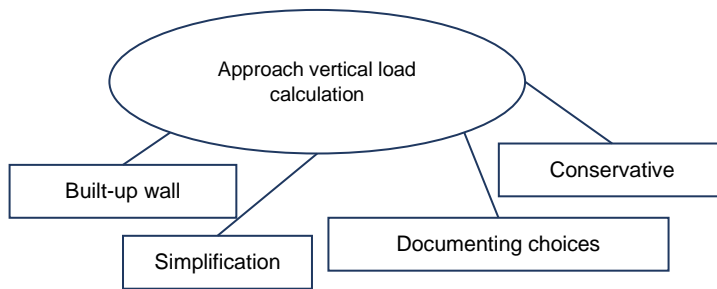 Approach vertical load
calculation
Built-up wall
Conservative
Simplification
Documenting choices